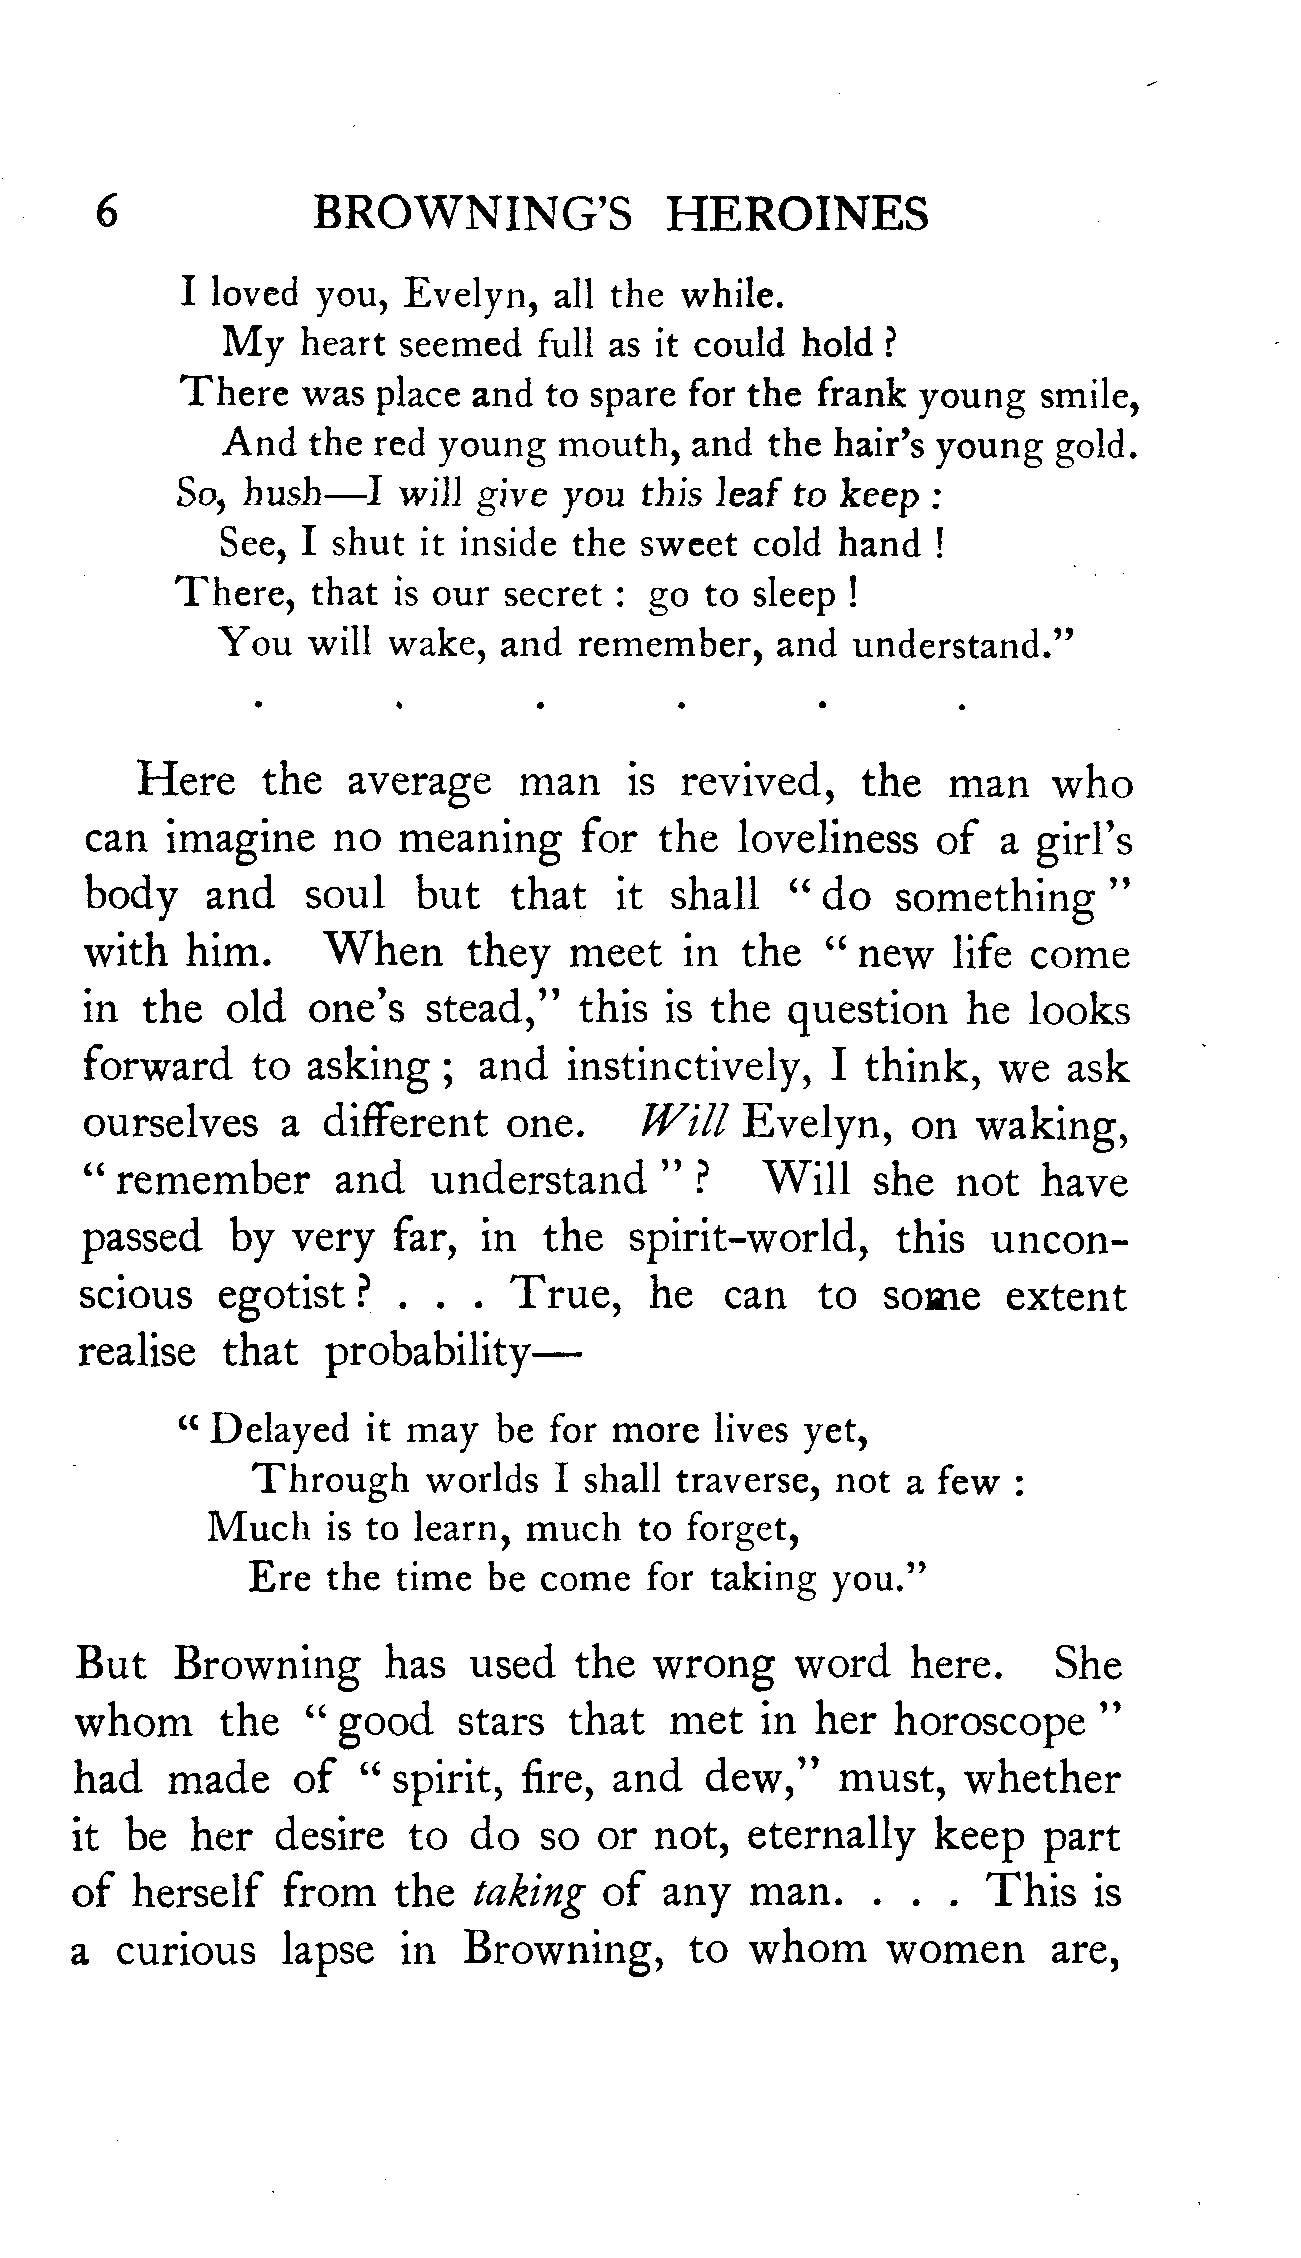 6 BROWNING'S HEROINES
I loved you, Evelyn, all the while.
My heart seemed full as it could hold ?
There was place and to spare for the frank young smile,
And the red young mouth, and the hair's young gold.
So, hush—I will give you this leaf to keep :
See, I shut it inside the sweet cold hand !
There, that is our secret : go to sleep !
You will wake, and remember, and understand."
. . . . . .
Here the average man is revived, the man who
can imagine no meaning for the loveliness of a girl's
body and soul but that it shall " do something "
with him. When they meet in the " new life come
in the old one's stead," this is the question he looks
forward to asking ; and instinctively, I think, we ask
ourselves a different one. Will Evelyn, on waking,
" remember and understand " ? Will she not have
passed by very far, in the spirit-world, this uncon-
scious egotist ? . . . True, he can to some extent
realise that probability—
" Delayed it may be for more lives yet,
Through worlds I shall traverse, not a few :
Much is to learn, much to forget,
Ere the time be come for taking you."
But Browning has used the wrong word here. She
whom the " good stars that met in her horoscope "
had made of " spirit, fire, and dew," must, whether
it be her desire to do so or not, eternally keep part
of herself from the taking of any man. . . . This is
a curious lapse in Browning, to whom women are,